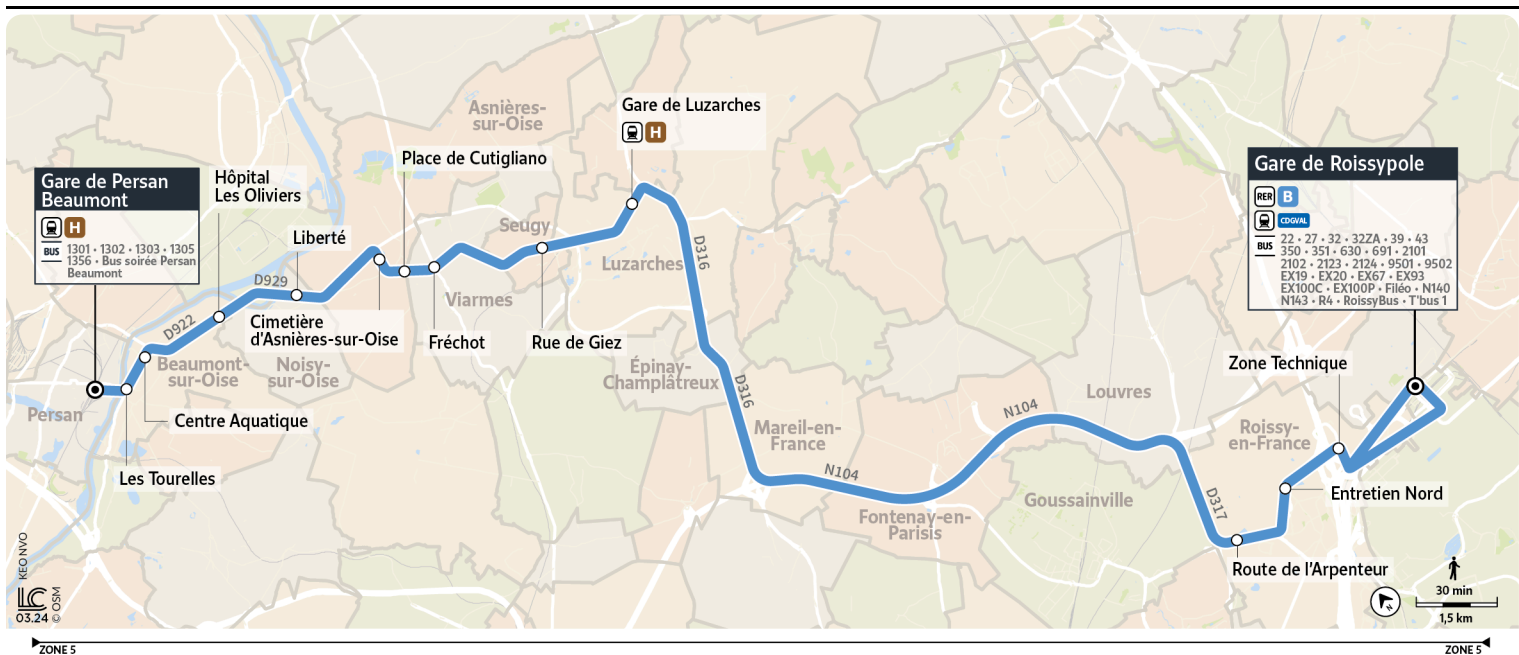 Gare de Persan
Beaumont
H
BUS
1301 • 1302 • 1303 • 1305
1356 • Bus soirée Persan
Beaumont
Hôpital
Les Oliviers
Liberté
Place de Cutigliano
Asnières-
sur-Oise
Gare de Luzarches
H
Gare de Roissypole
RER B
CDGVAL
BUS
22 • 27 • 32 • 32ZA • 39 • 43
350 • 351 • 630 • 691 • 2101
2102 • 2123 • 2124 • 9501 • 9502
EX19 • EX20 • EX67 • EX93
EX100C • EX100P • Filéo • N140
N143 • R4 • RoissyBus • T'bus 1
D922
D929
Seugy
Luzarches
D316
Viarmes
Cimetière
d'Asnières-sur-Oise
Fréchot
Rue de Giez
Beaumont-
sur-Oise
Noisy-
sur-Oise
Épinay-
Champlâtreux
D316
Persan
Centre Aquatique
Les Tourelles
Mareil-en-
France
N104
N104
Louvres
Zone Technique
Roissy-
en-France
Fontenay-en-
Parisis
Goussainville
D317
Entretien Nord
Route de l'Arpenteur
KEO NVO
LC
03.24
© OSM
N
30 min
1,5 km
ZONE 5
ZONE 5